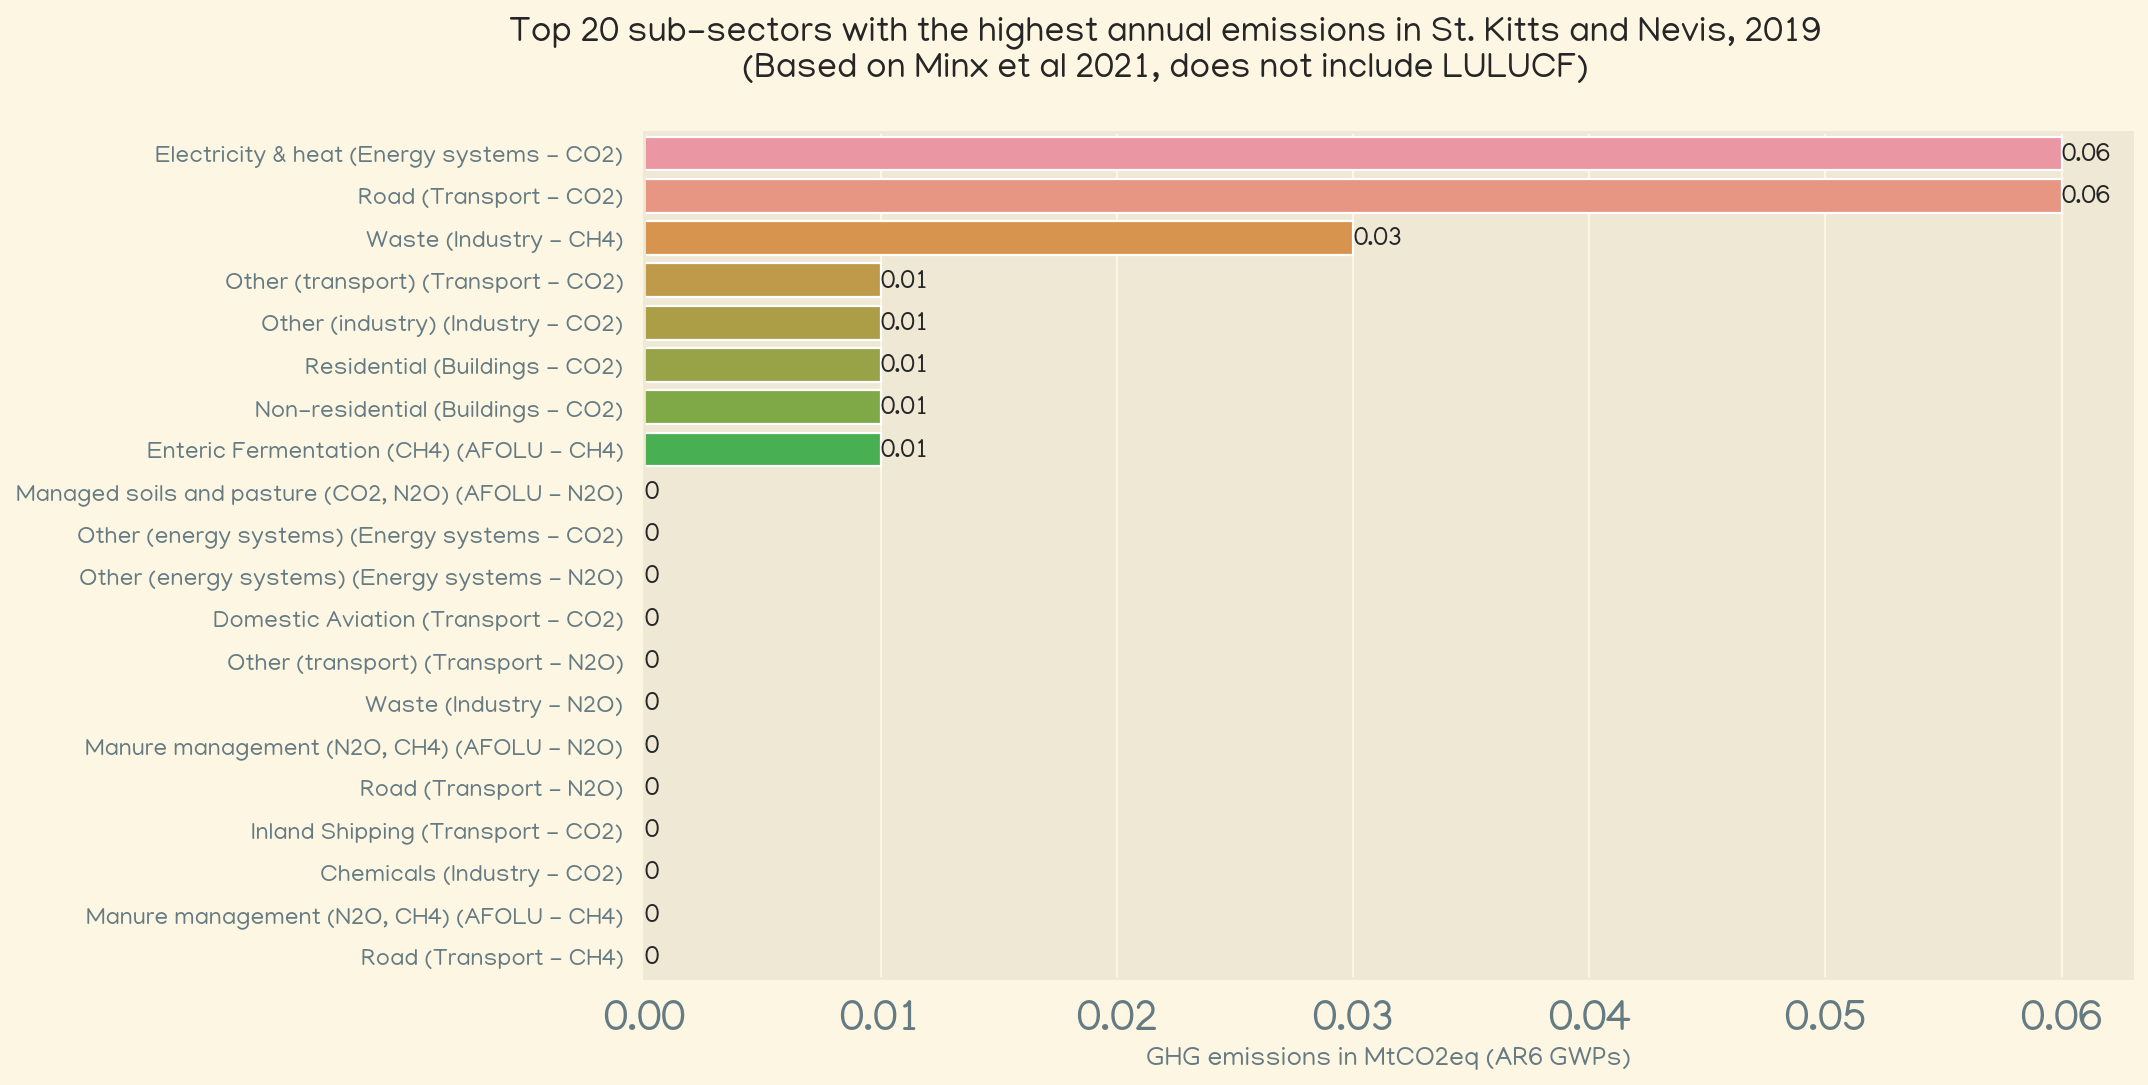 Top 20 sub-sectors with the highest annual emissions in St. Kitts and Nevis, 2019
(Based on Minx et al 2021, does not include LULUCF)
Electricity & heat (Energy systems - CO2) 0.06
Road (Transport - CO2) 0.06
Waste (Industry - CH4) 0.03
Other (transport) (Transport - CO2) 0.01
Other (industry) (Industry - CO2) 0.01
Residential (Buildings - CO2) 0.01
Non-residential (Buildings - CO2) 0.01
Enteric Fermentation (CH4) (AFOLU - CH4) 0.01
Managed soils and pasture (CO2, N2O) (AFOLU - N2O) 0
Other (energy systems) (Energy systems - CO2) 0
Other (energy systems) (Energy systems - N2O) 0
Domestic Aviation (Transport - CO2) 0
Other (transport) (Transport - N2O) 0
Waste (Industry - N2O) 0
Manure management (N2O, CH4) (AFOLU - N2O) 0
Road (Transport - N2O) 0
Inland Shipping (Transport - CO2) 0
Chemicals (Industry - CO2) 0
Manure management (N2O, CH4) (AFOLU - CH4) 0
Road (Transport - CH4) 0
0.00 0.01 0.02 0.03 0.04 0.05 0.06
GHG emissions in MtCO2eq (AR6 GWPs)